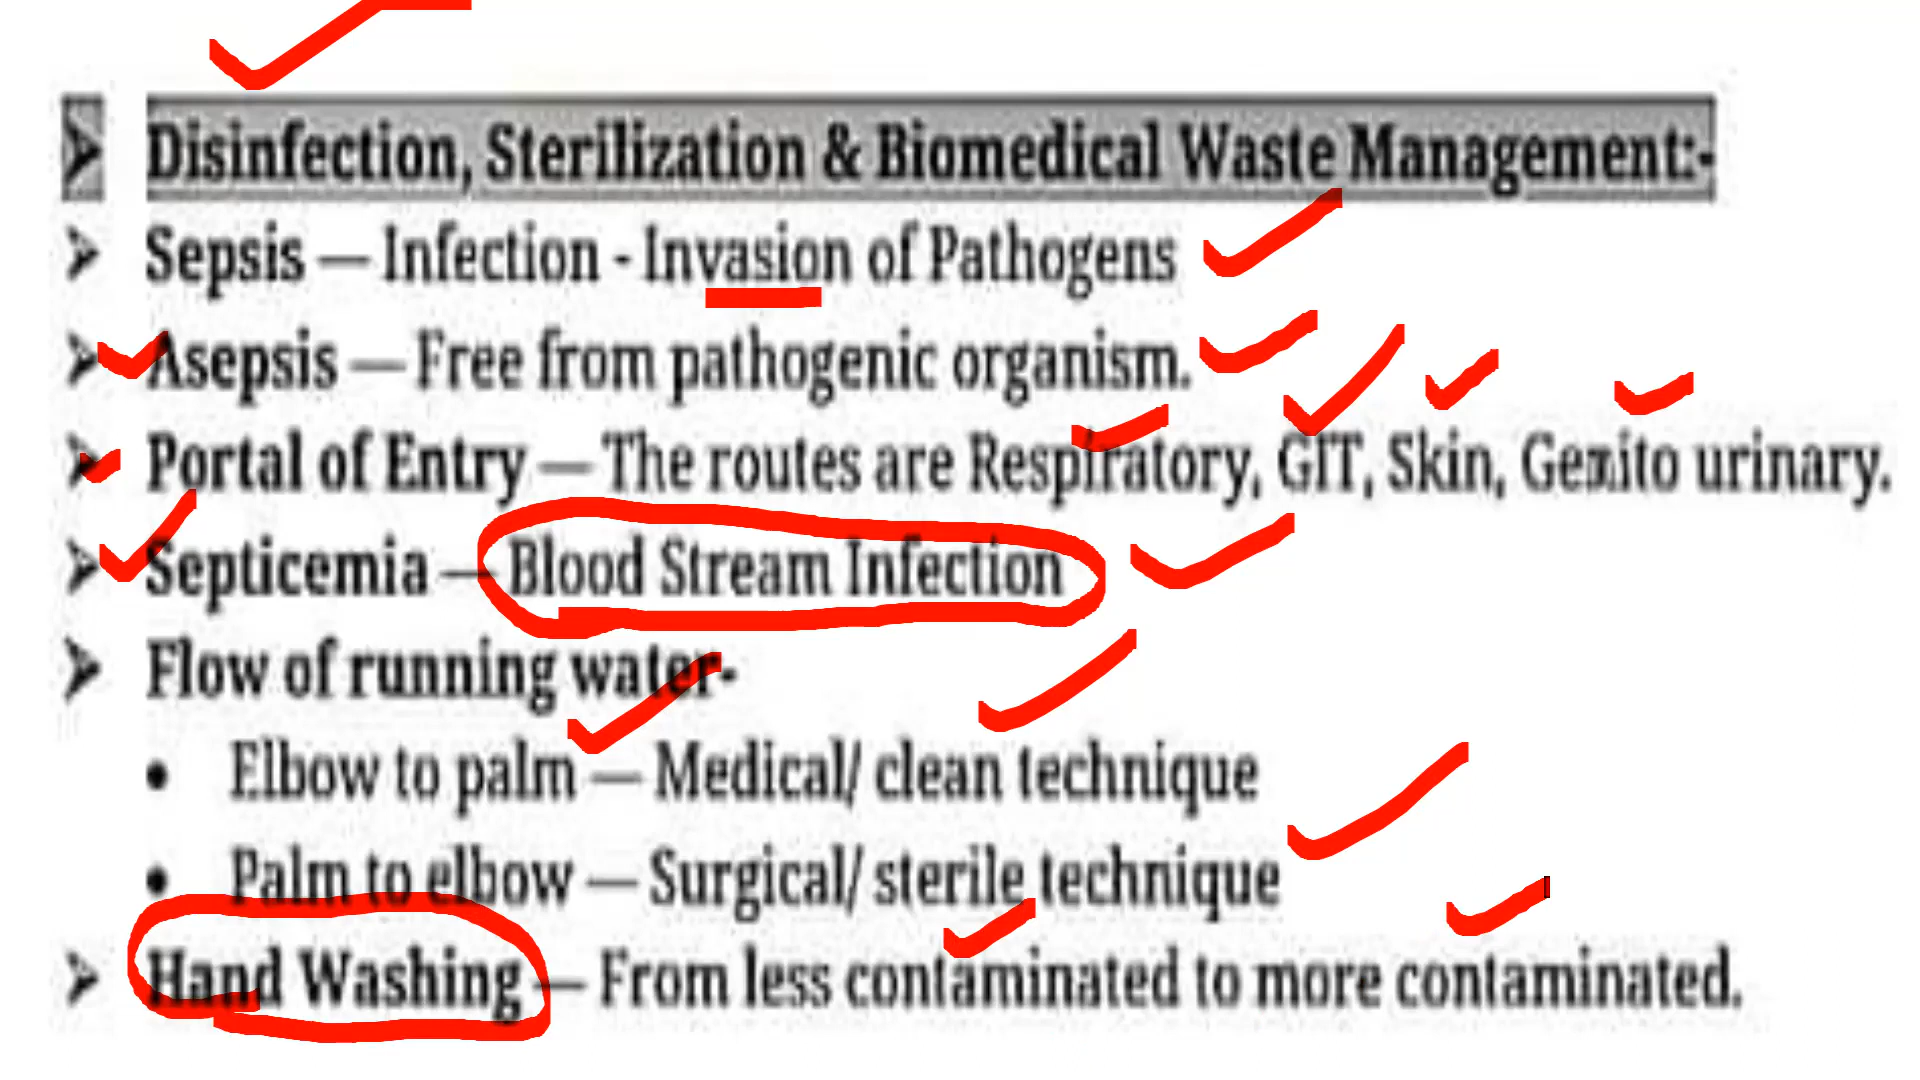 ➤ Disinfection, Sterilization & Biomedical Waste Management:-
➤ Sepsis — Infection - Invasion of Pathogens
➤ Asepsis — Free from pathogenic organism.
➤ Portal of Entry — The routes are Respiratory, GIT, Skin, Genito urinary.
➤ Septicemia — Blood Stream Infection
➤ Flow of running water-
• Elbow to palm — Medical/ clean technique
• Palm to elbow — Surgical/ sterile technique
➤ Hand Washing — From less contaminated to more contaminated.